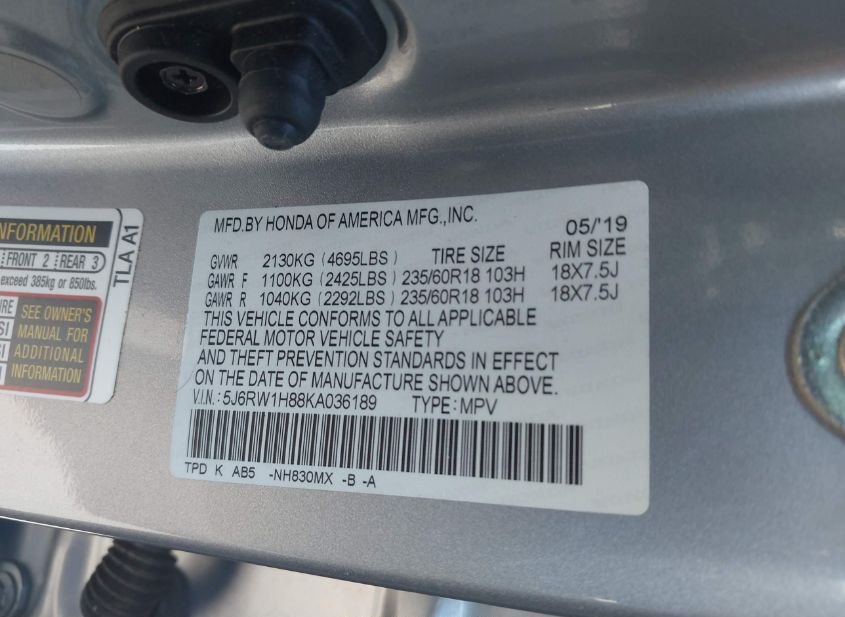 INFORMATION
FRONT 2 REAR 3
exceed 385kg or 850lbs.
SEE OWNER'S
MANUAL FOR
ADDITIONAL
INFORMATION
TLA A1
MFD.BY HONDA OF AMERICA MFG.,INC. 05/'19
GVWR 2130KG (4695LBS) TIRE SIZE RIM SIZE
GAWR F 1100KG (2425LBS) 235/60R18 103H 18X7.5J
GAWR R 1040KG (2292LBS) 235/60R18 103H 18X7.5J
THIS VEHICLE CONFORMS TO ALL APPLICABLE
FEDERAL MOTOR VEHICLE SAFETY
AND THEFT PREVENTION STANDARDS IN EFFECT
ON THE DATE OF MANUFACTURE SHOWN ABOVE.
V.I.N.: 5J6RW1H88KA036189 TYPE: MPV
TPD K AB5 -NH830MX -B -A